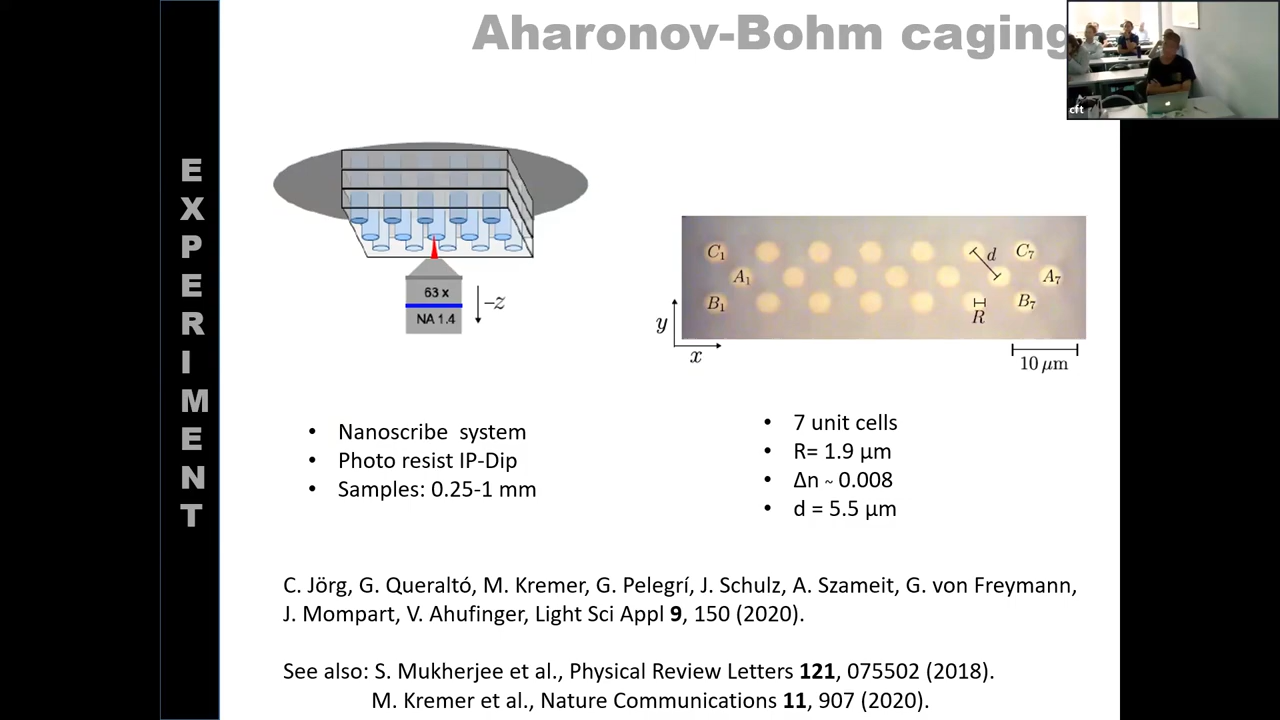 Aharonov-Bohm caging
cft
EXPERIMENT
63 x
NA 1.4
−z
C1
C7
d
A1
A7
B1
B7
R
y
x
10 μm
• Nanoscribe system
• Photo resist IP-Dip
• Samples: 0.25-1 mm
• 7 unit cells
• R= 1.9 μm
• Δn ~ 0.008
• d = 5.5 μm
C. Jörg, G. Queraltó, M. Kremer, G. Pelegrí, J. Schulz, A. Szameit, G. von Freymann,
J. Mompart, V. Ahufinger, Light Sci Appl 9, 150 (2020).
See also: S. Mukherjee et al., Physical Review Letters 121, 075502 (2018).
M. Kremer et al., Nature Communications 11, 907 (2020).